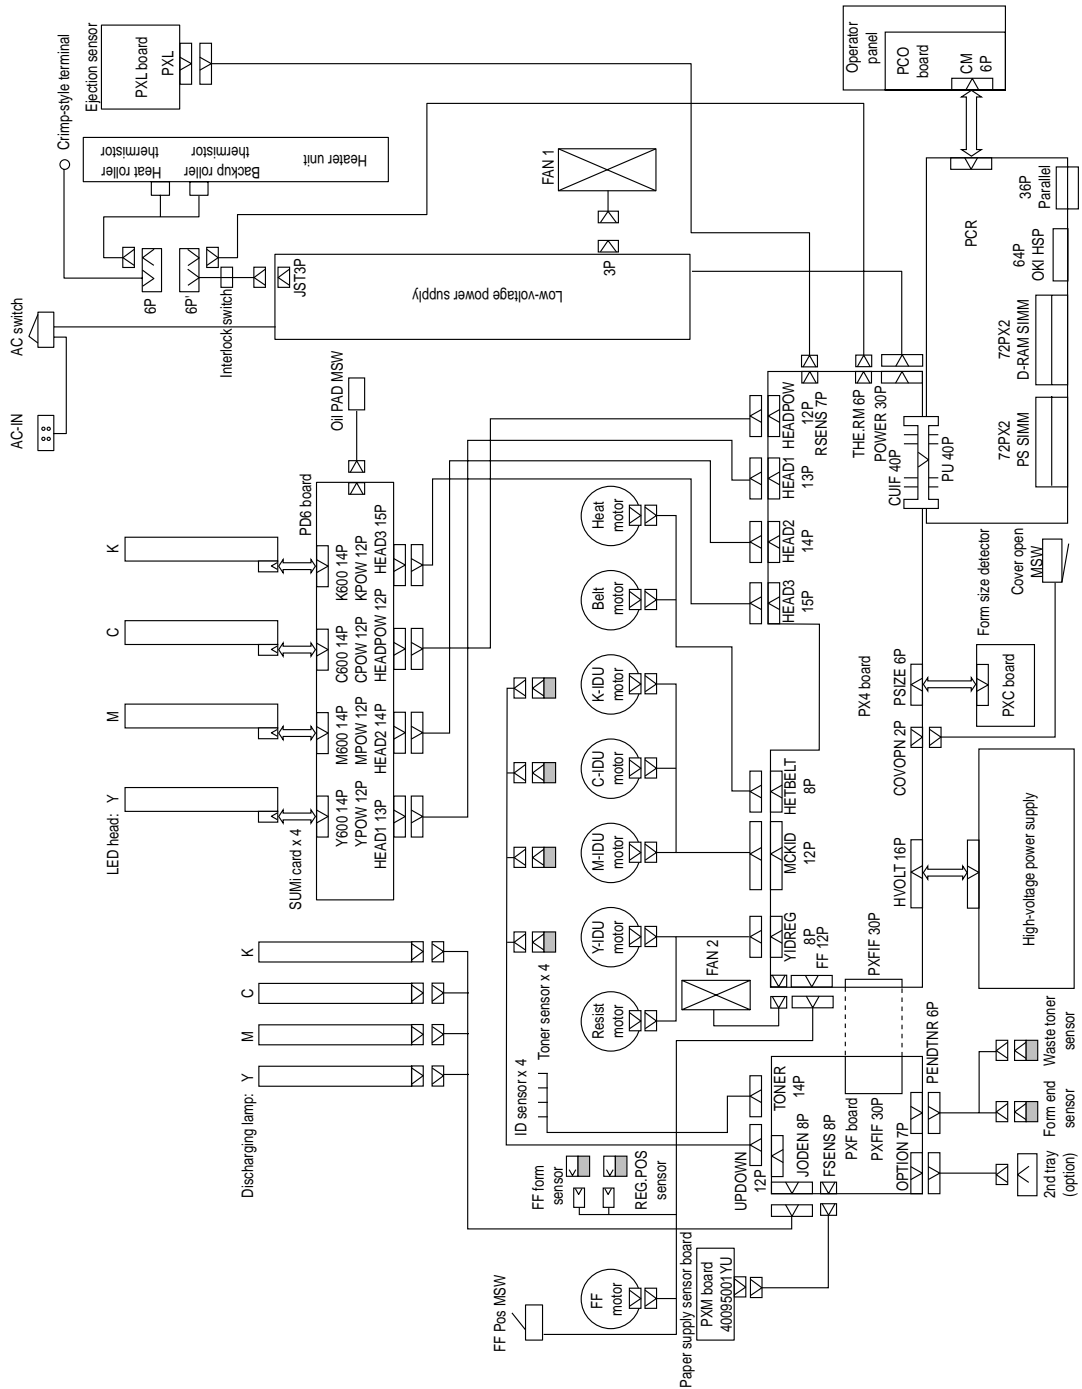 Crimp-style terminal
Ejection sensor
PXL board
PXL
Heat roller
thermistor
Backup roller
thermistor
Heater unit
AC switch
AC-IN
6P
6P'
Interlock switch
JST3P
Low-voltage power supply
3P
FAN 1
Operator
panel
PCO
board
CM
6P
PCR
36P
Parallel
64P
OKI HSP
72PX2
D-RAM SIMM
72PX2
PS SIMM
Oil PAD MSW
LED head:
Y
M
C
K
PD6 board
SUMi card x 4
Y600 14P
YPOW 12P
HEAD1 13P
M600 14P
MPOW 12P
HEAD2 14P
C600 14P
CPOW 12P
HEADPOW 12P
K600 14P
KPOW 12P
HEAD3 15P
HEADPOW
12P
RSENS 7P
THE.RM 6P
POWER 30P
HEAD1
13P
HEAD2
14P
HEAD3
15P
CUIF 40P
PU 40P
Heat
motor
Belt
motor
K-IDU
motor
C-IDU
motor
M-IDU
motor
Y-IDU
motor
Resist
motor
HETBELT
8P
MCKID
12P
YIDREG
8P
FF 12P
PX4 board
PSIZE 6P
COVOPN 2P
HVOLT 16P
Form size detector
PXC board
Cover open
MSW
High-voltage power supply
FAN 2
PXFIF 30P
Discharging lamp:
Y
M
C
K
ID sensor x 4
Toner sensor x 4
TONER
14P
UPDOWN
12P
JODEN 8P
FSENS 8P
PXF board
PXFIF 30P
OPTION 7P
PENDTNR 6P
Waste toner
sensor
Form end
sensor
2nd tray
(option)
FF form
sensor
REG.POS
sensor
FF Pos MSW
FF
motor
Paper supply sensor board
PXM board
40095001YU